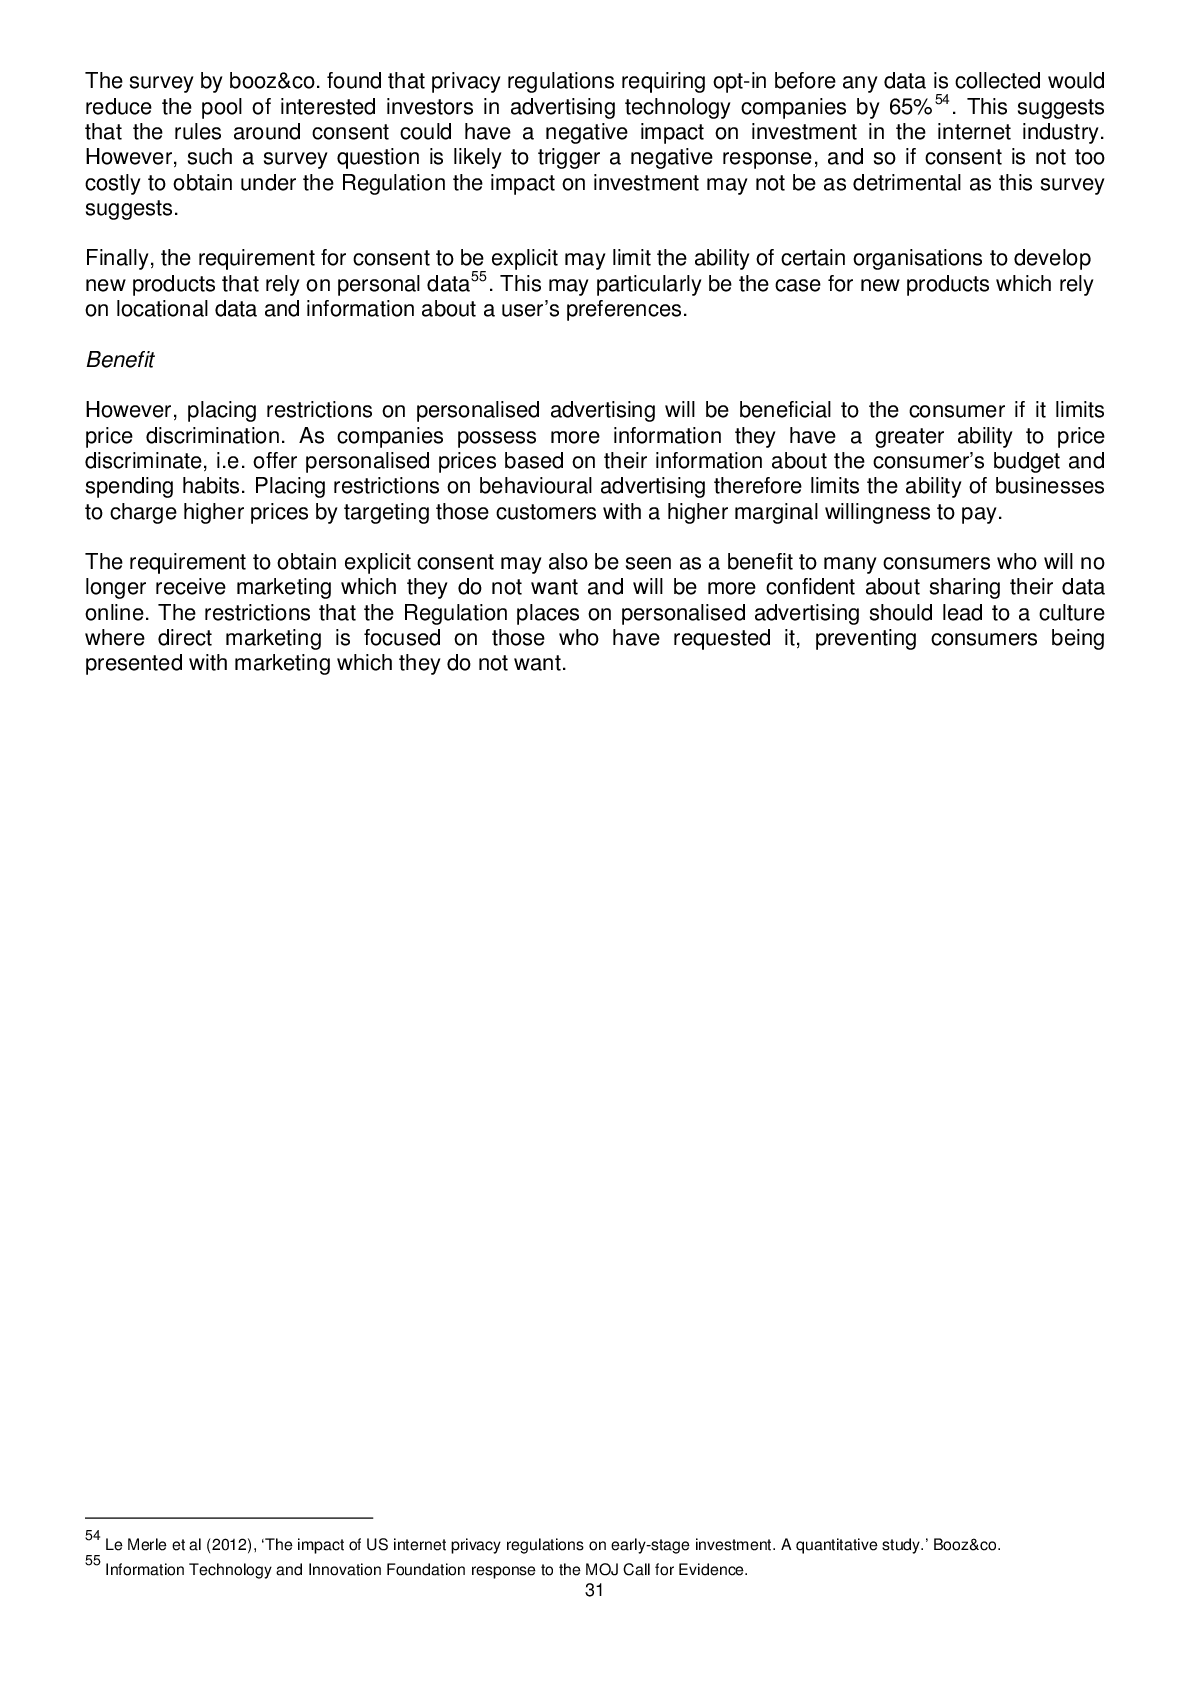 The survey by booz&co. found that privacy regulations requiring opt-in before any data is collected would
reduce the pool of interested investors in advertising technology companies by 65%54. This suggests
that the rules around consent could have a negative impact on investment in the internet industry.
However, such a survey question is likely to trigger a negative response, and so if consent is not too
costly to obtain under the Regulation the impact on investment may not be as detrimental as this survey
suggests.
Finally, the requirement for consent to be explicit may limit the ability of certain organisations to develop
new products that rely on personal data55. This may particularly be the case for new products which rely
on locational data and information about a user’s preferences.
Benefit
However, placing restrictions on personalised advertising will be beneficial to the consumer if it limits
price discrimination. As companies possess more information they have a greater ability to price
discriminate, i.e. offer personalised prices based on their information about the consumer’s budget and
spending habits. Placing restrictions on behavioural advertising therefore limits the ability of businesses
to charge higher prices by targeting those customers with a higher marginal willingness to pay.
The requirement to obtain explicit consent may also be seen as a benefit to many consumers who will no
longer receive marketing which they do not want and will be more confident about sharing their data
online. The restrictions that the Regulation places on personalised advertising should lead to a culture
where direct marketing is focused on those who have requested it, preventing consumers being
presented with marketing which they do not want.
54 Le Merle et al (2012), ‘The impact of US internet privacy regulations on early-stage investment. A quantitative study.’ Booz&co.
55 Information Technology and Innovation Foundation response to the MOJ Call for Evidence.
31